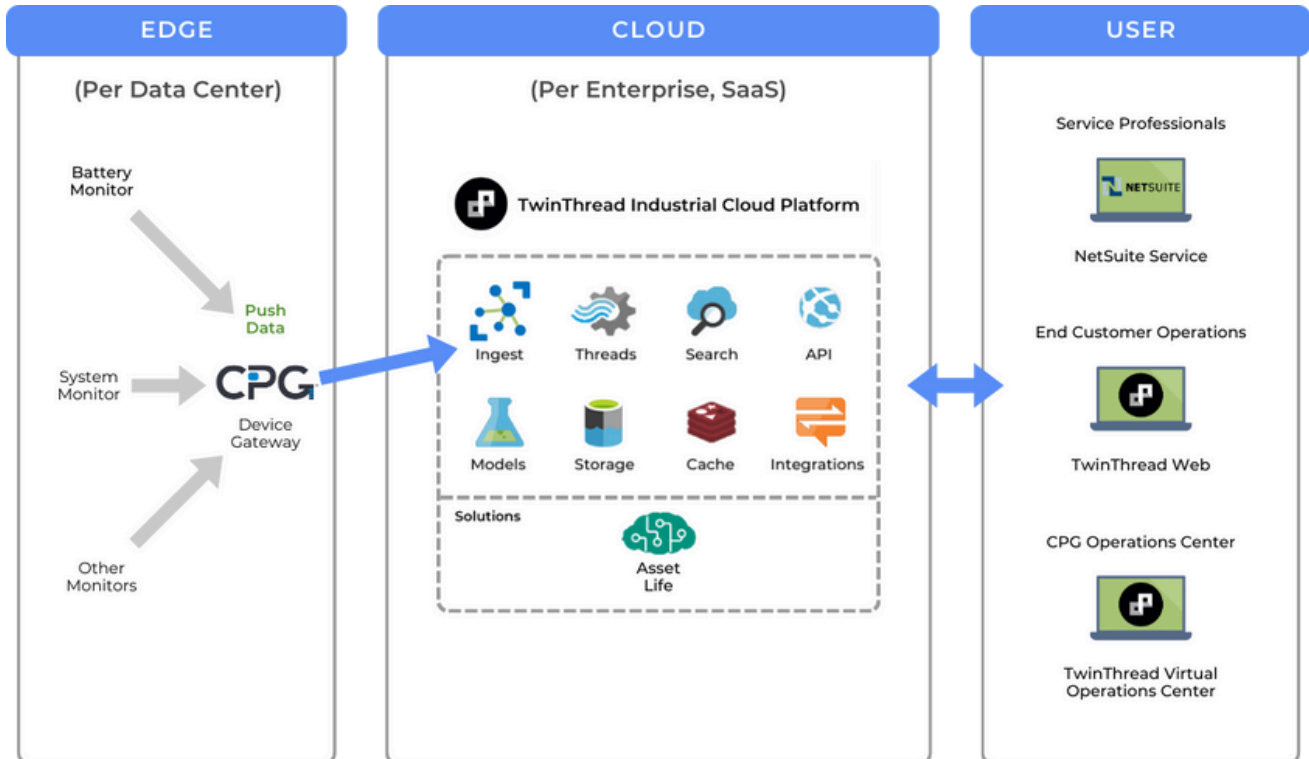 EDGE
(Per Data Center)
Battery
Monitor
Push
Data
System
Monitor
CPG
Device
Gateway
Other
Monitors
CLOUD
(Per Enterprise, SaaS)
TwinThread Industrial Cloud Platform
Ingest
Threads
Search
API
Models
Storage
Cache
Integrations
Solutions
Asset
Life
USER
Service Professionals
NETSUITE
NetSuite Service
End Customer Operations
TwinThread Web
CPG Operations Center
TwinThread Virtual
Operations Center